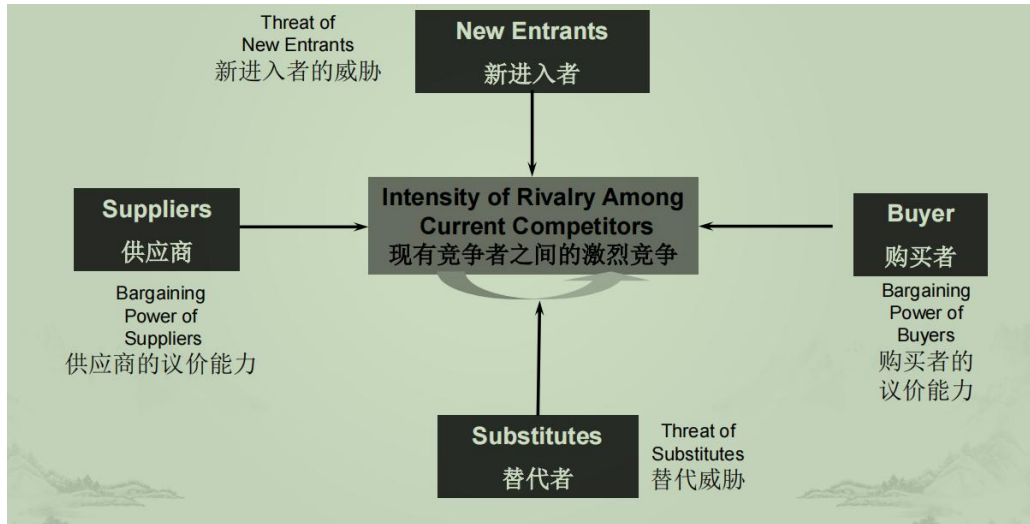 Threat of
New Entrants
新进入者的威胁
New Entrants
新进入者
Suppliers
供应商
Bargaining
Power of
Suppliers
供应商的议价能力
Intensity of Rivalry Among
Current Competitors
现有竞争者之间的激烈竞争
Buyer
购买者
Bargaining
Power of
Buyers
购买者的
议价能力
Substitutes
替代者
Threat of
Substitutes
替代威胁